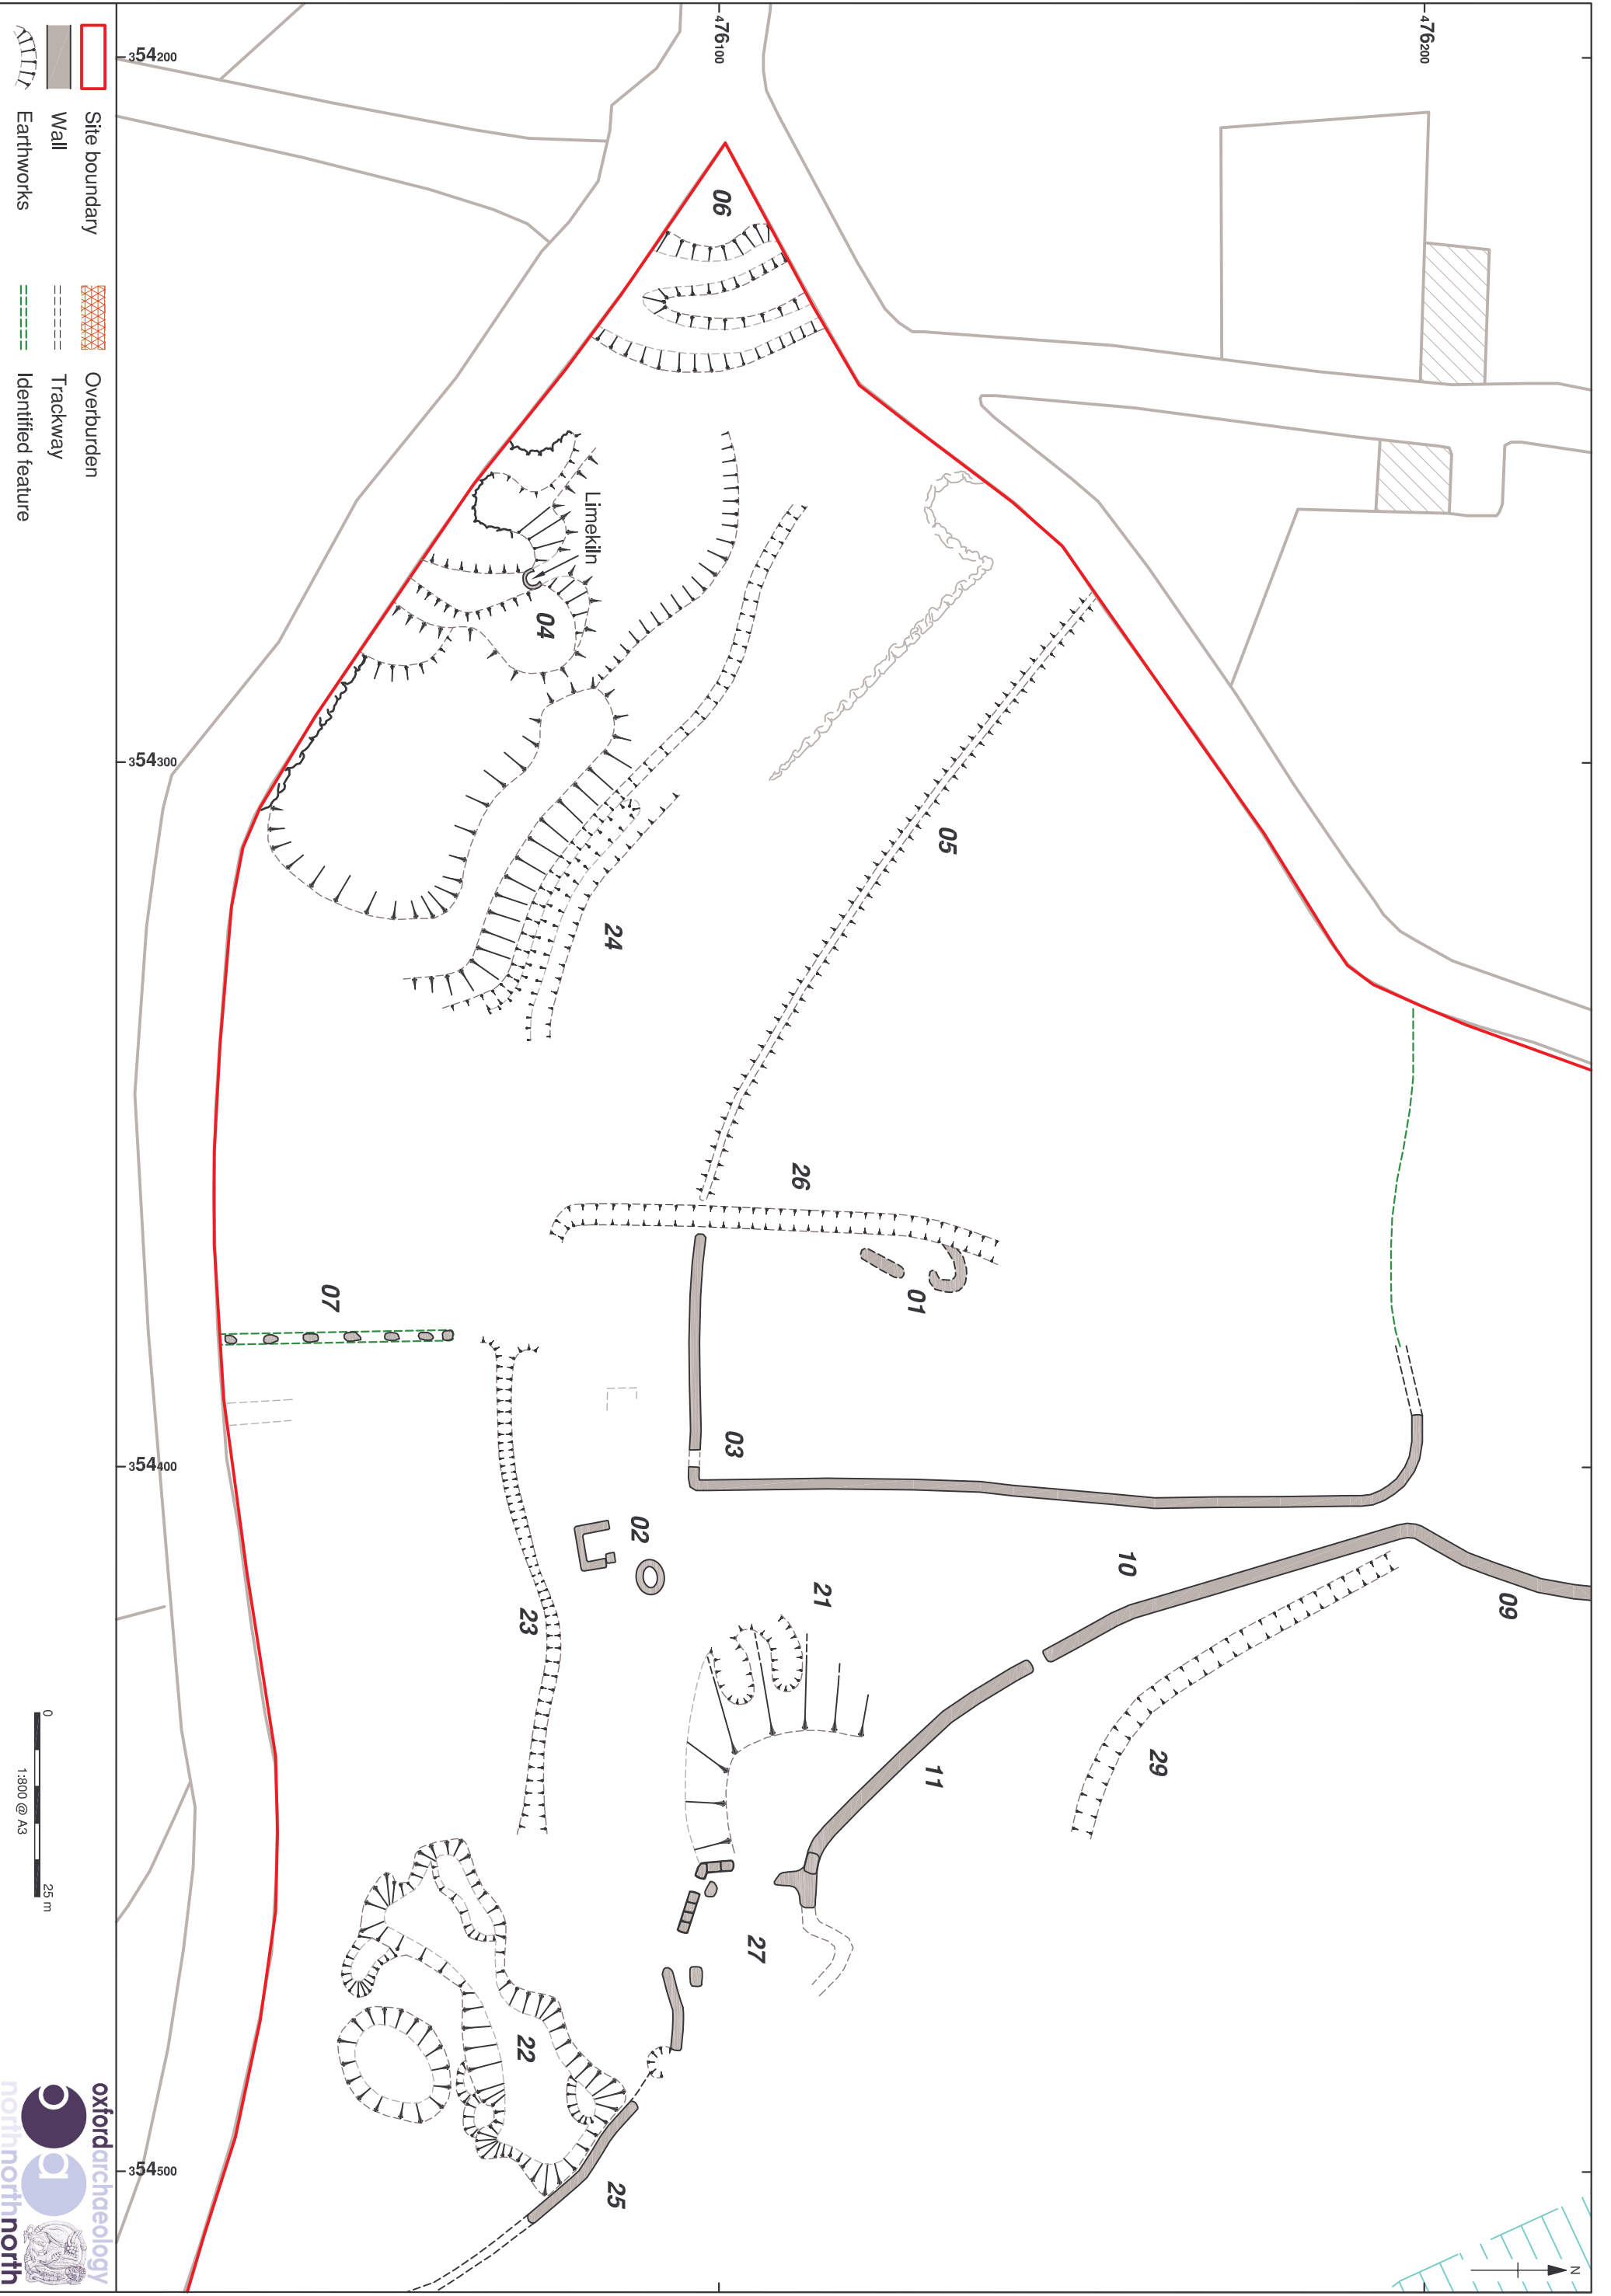 476100
476200
354200
354300
354400
354500
06
Limekiln
04
05
24
26
01
07
03
02
23
21
10
09
29
11
27
22
25
N
Site boundary
Wall
Earthworks
Overburden
Trackway
Identified feature
0
25 m
1:800 @ A3
oxfordarchaeology
northnorthnorth